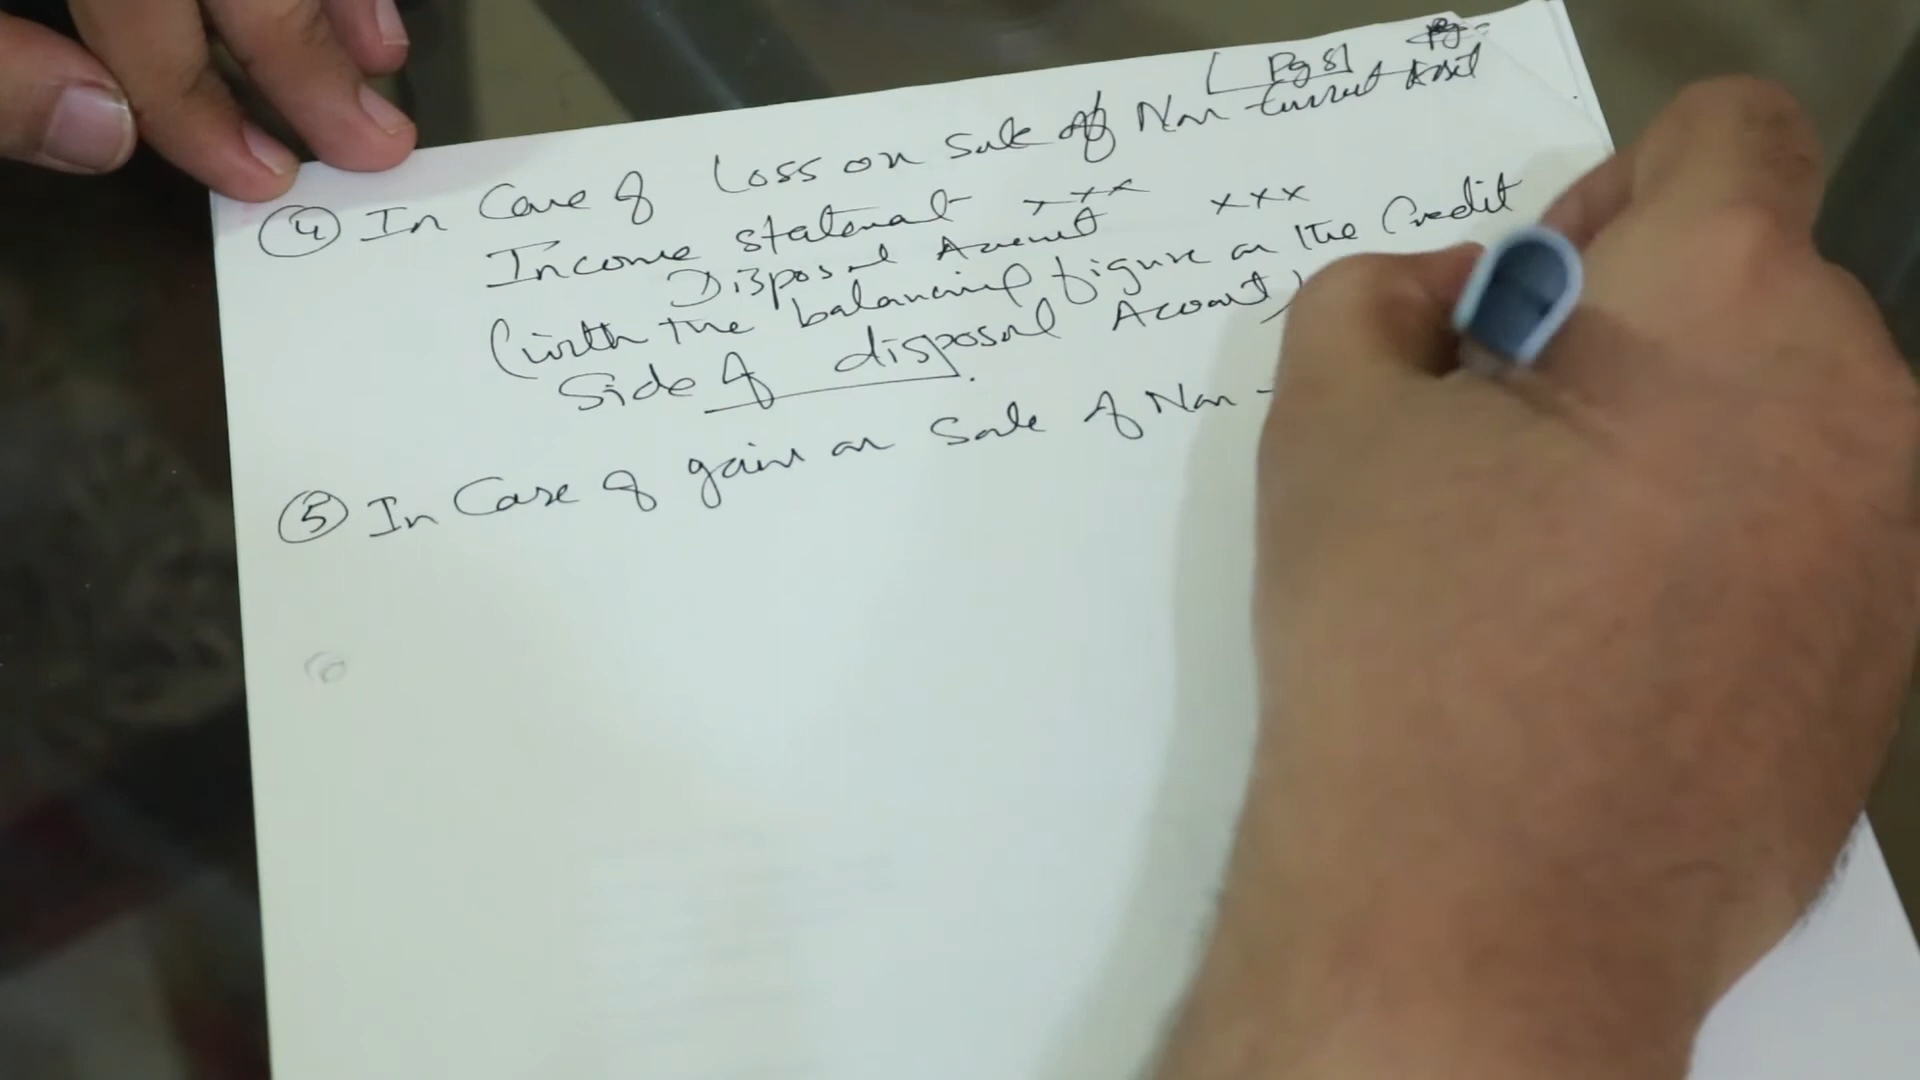 [Pg 8]
④ In Case of Loss on Sale of Non-Current Asset
Income statement xxx
Disposal Account xxx
(with the balancing figure on the Credit
Side of disposal Account)
⑤ In Case of gain on Sale of Non-